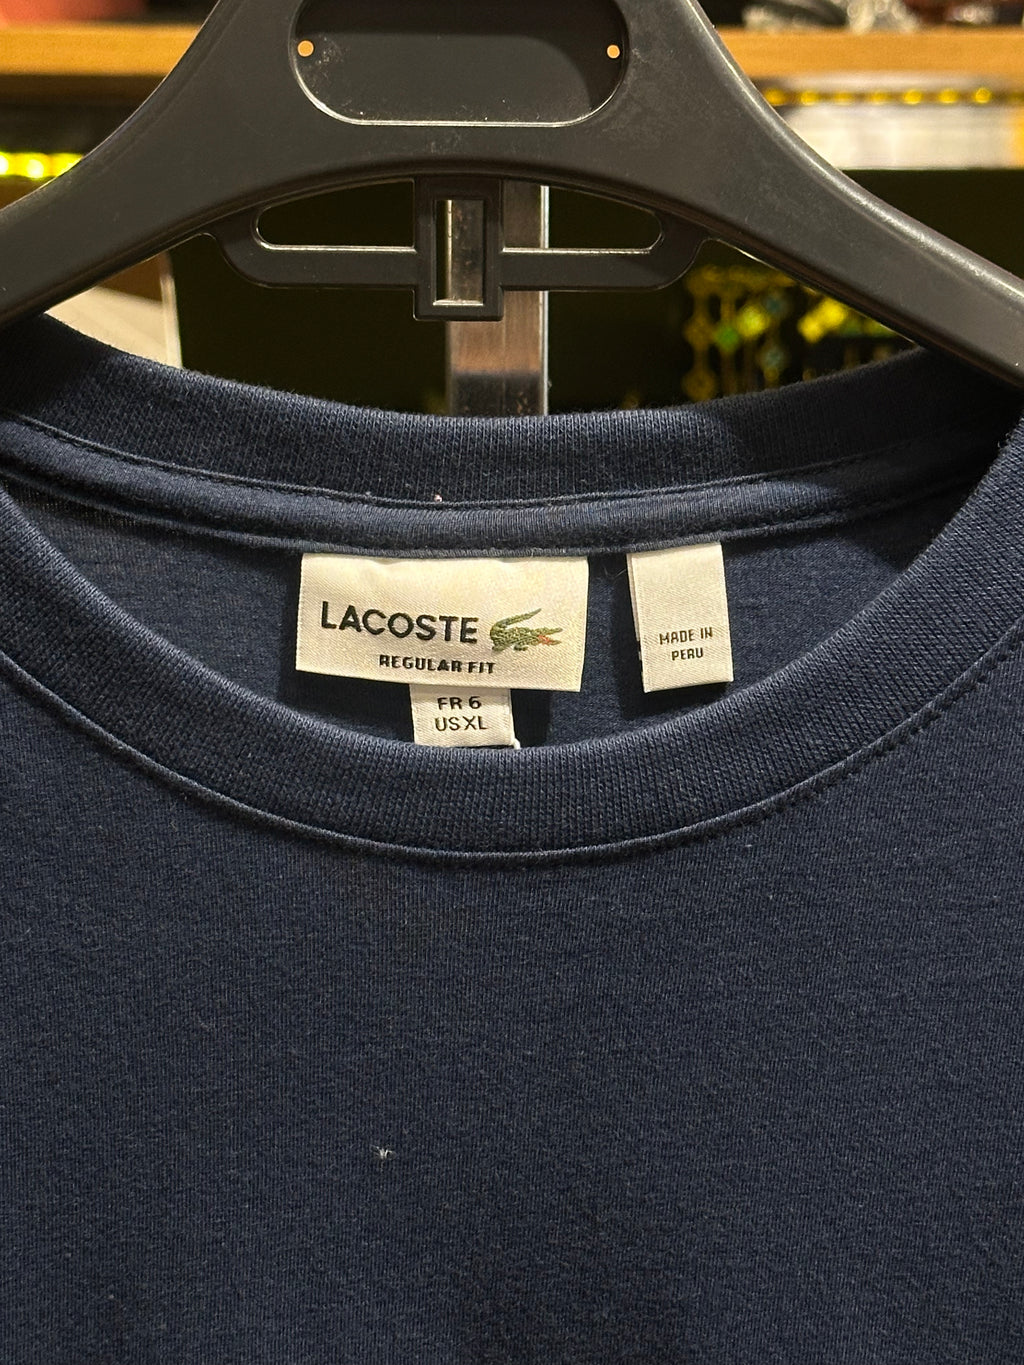 LACOSTE
REGULAR FIT
FR 6
US XL
MADE IN
PERU